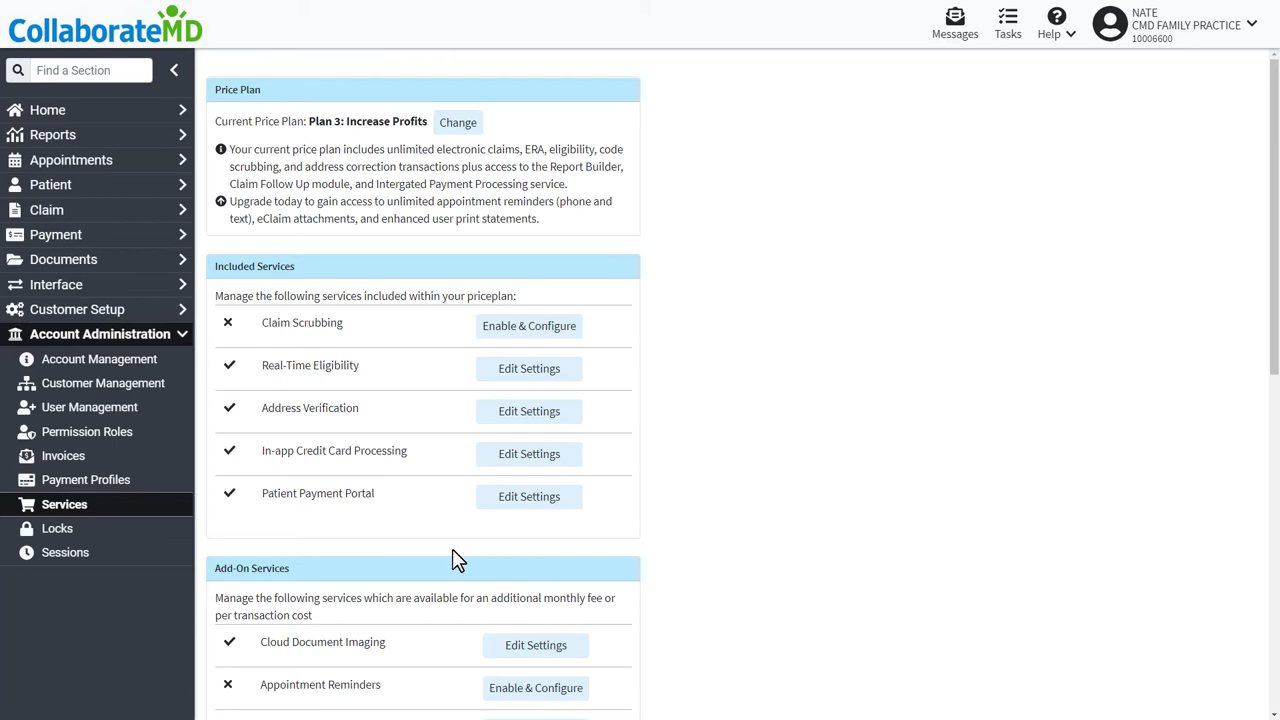 CollaborateMD
Messages
Tasks
Help
NATE
CMD FAMILY PRACTICE
10006600
Find a Section
Home
Reports
Appointments
Patient
Claim
Payment
Documents
Interface
Customer Setup
Account Administration
Account Management
Customer Management
User Management
Permission Roles
Invoices
Payment Profiles
Services
Locks
Sessions
Price Plan
Current Price Plan: Plan 3: Increase Profits Change
Your current price plan includes unlimited electronic claims, ERA, eligibility, code
scrubbing, and address correction transactions plus access to the Report Builder,
Claim Follow Up module, and Intergated Payment Processing service.
Upgrade today to gain access to unlimited appointment reminders (phone and
text), eClaim attachments, and enhanced user print statements.
Included Services
Manage the following services included within your priceplan:
Claim Scrubbing Enable & Configure
Real-Time Eligibility Edit Settings
Address Verification Edit Settings
In-app Credit Card Processing Edit Settings
Patient Payment Portal Edit Settings
Add-On Services
Manage the following services which are available for an additional monthly fee or
per transaction cost
Cloud Document Imaging Edit Settings
Appointment Reminders Enable & Configure